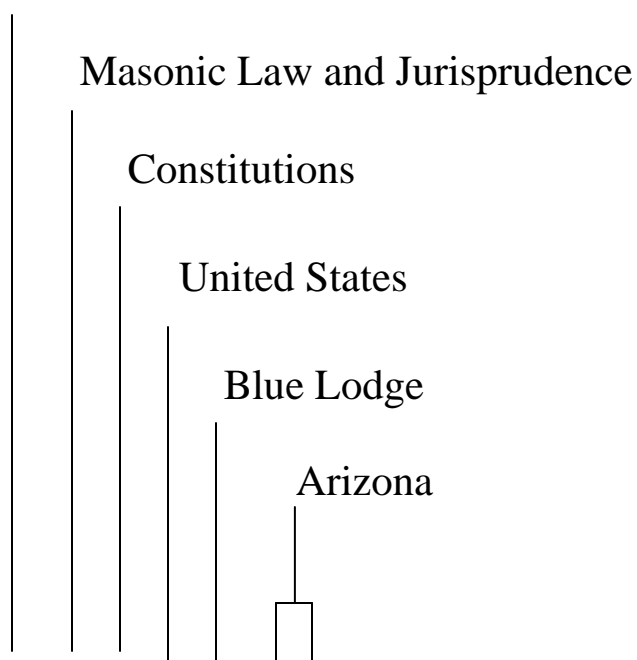 Masonic Law and Jurisprudence
Constitutions
United States
Blue Lodge
Arizona